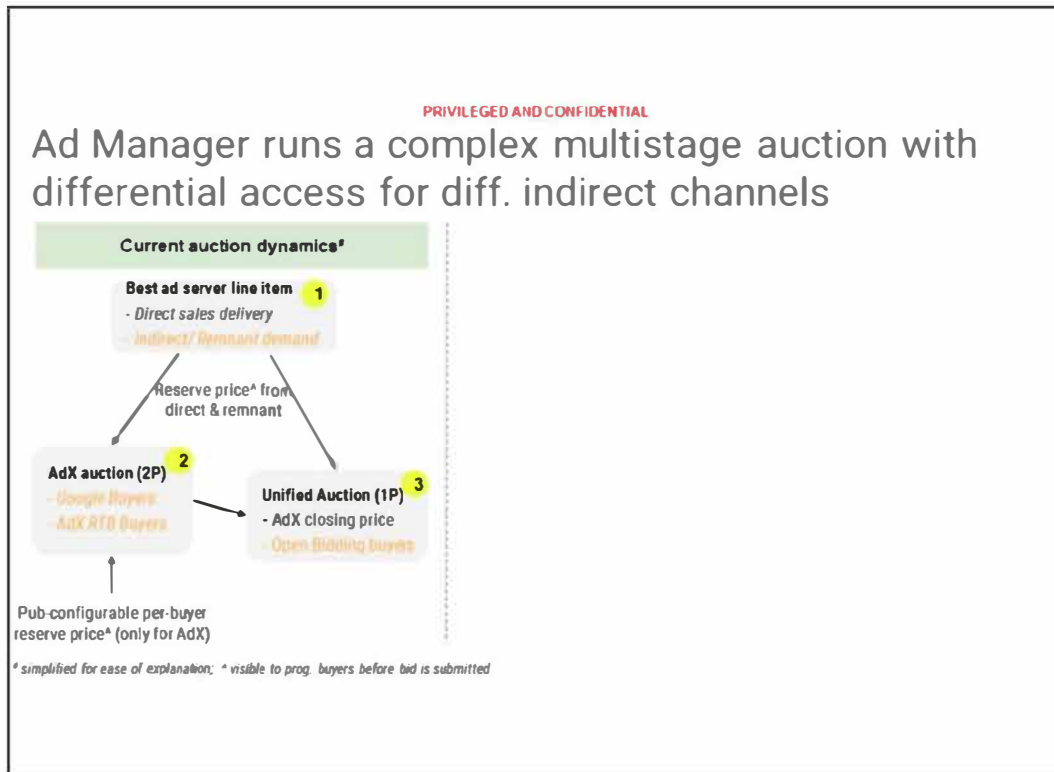 PRIVILEGED AND CONFIDENTIAL
Ad Manager runs a complex multistage auction with
differential access for diff. indirect channels
Current auction dynamics#
Best ad server line item
1
- Direct sales delivery
- Indirect/ Remnant demand
Reserve price^ from
direct & remnant
AdX auction (2P)
2
- Google Buyers
- AdX RTB Buyers
Unified Auction (1P)
3
- AdX closing price
- Open Bidding buyers
Pub-configurable per-buyer
reserve price^ (only for AdX)
# simplified for ease of explanation; ^ visible to prog. buyers before bid is submitted